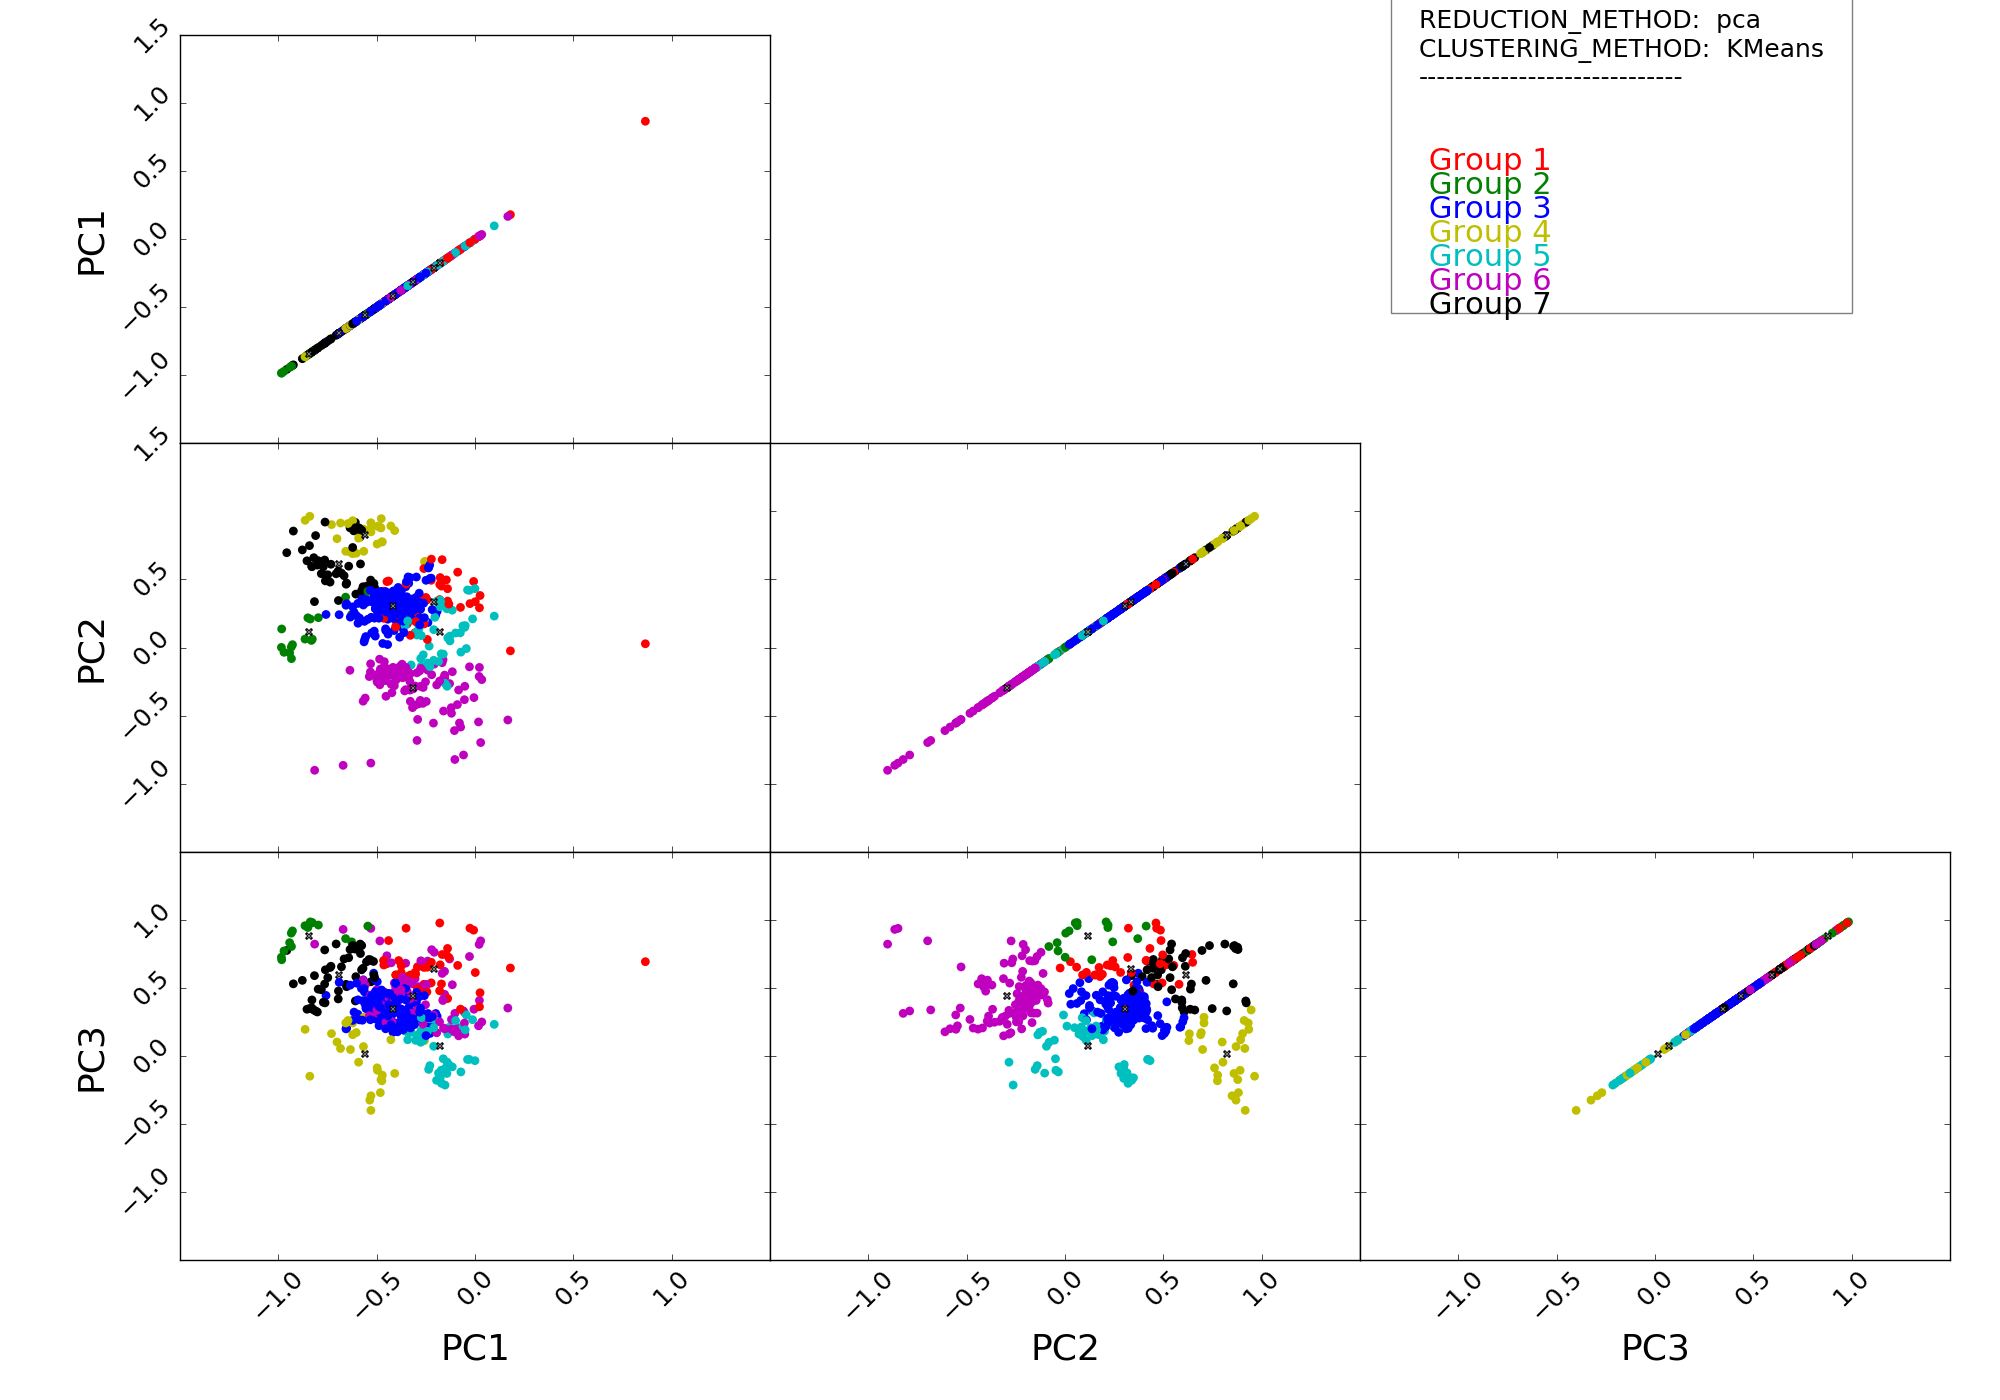 REDUCTION_METHOD: pca
CLUSTERING_METHOD: KMeans
-----------------------------
Group 1
Group 2
Group 3
Group 4
Group 5
Group 6
Group 7
PC1
1.5
1.0
0.5
0.0
−0.5
−1.0
PC2
1.5
0.5
0.0
−0.5
−1.0
PC3
1.0
0.5
0.0
−0.5
−1.0
−1.0 −0.5 0.0 0.5 1.0
−1.0 −0.5 0.0 0.5 1.0
−1.0 −0.5 0.0 0.5 1.0
PC1 PC2 PC3